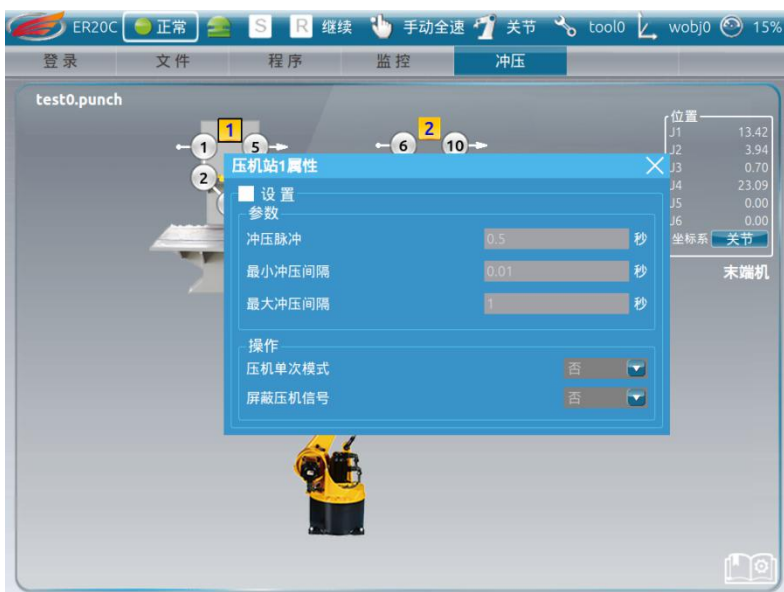 ER20C 正常 S R 继续 手动全速 关节 tool0 wobj0 15%
登录 文件 程序 监控 冲压
test0.punch
1 2
1 5 6 10
2
位置
J1 13.42
J2 3.94
J3 0.70
J4 23.09
J5 0.00
J6 0.00
坐标系 关节
末端机
压机站1属性
设置
参数
冲压脉冲 0.5 秒
最小冲压间隔 0.01 秒
最大冲压间隔 1 秒
操作
压机单次模式 否
屏蔽压机信号 否